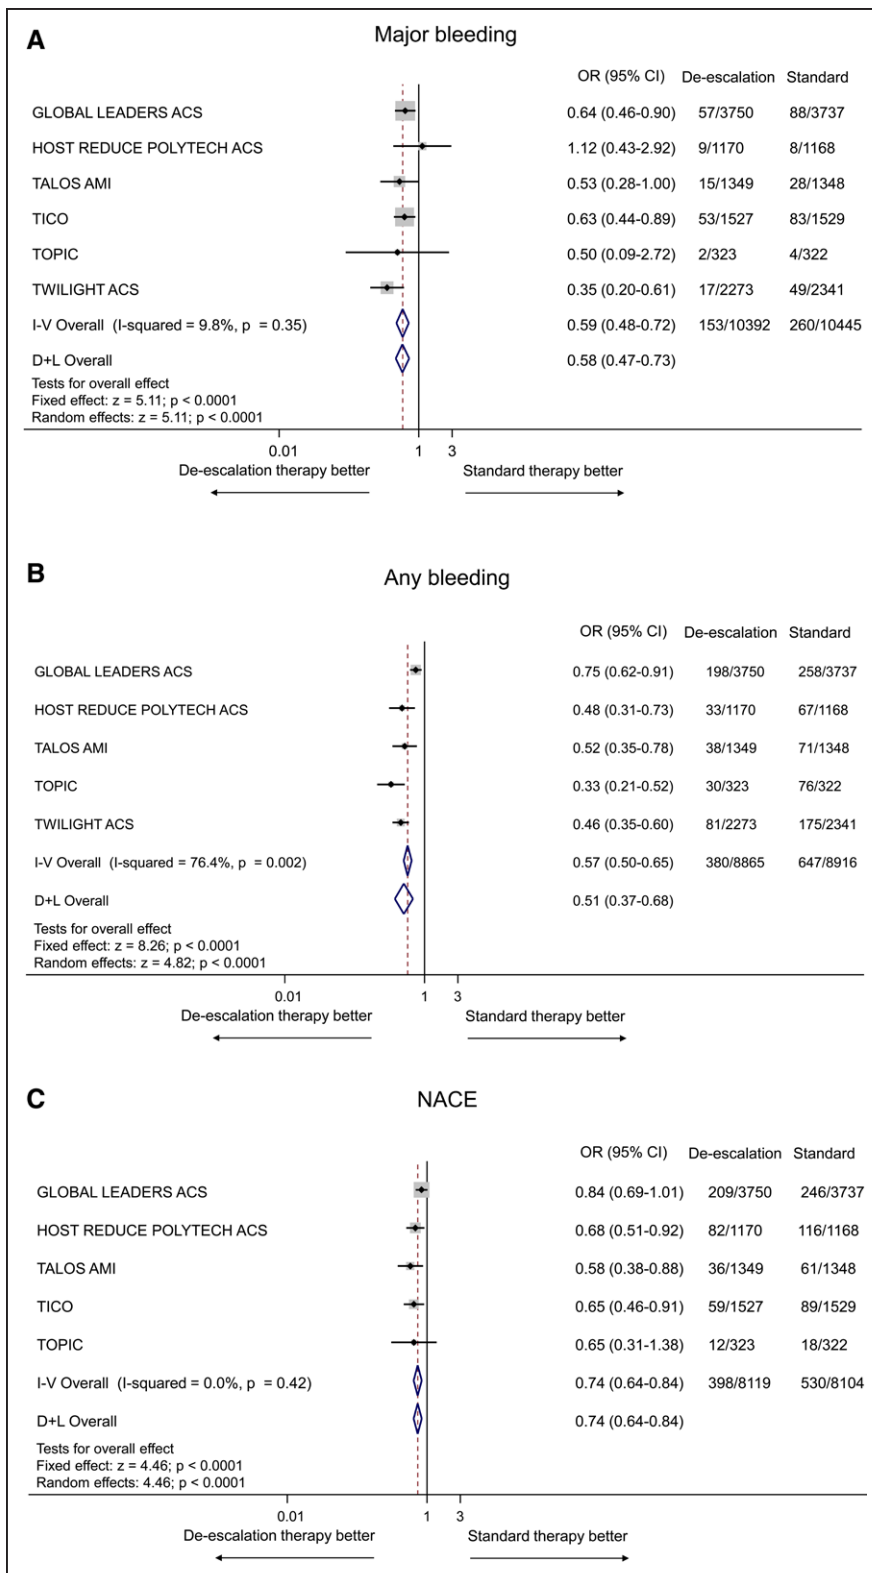 A
Major bleeding
OR (95% CI) De-escalation Standard
GLOBAL LEADERS ACS 0.64 (0.46-0.90) 57/3750 88/3737
HOST REDUCE POLYTECH ACS 1.12 (0.43-2.92) 9/1170 8/1168
TALOS AMI 0.53 (0.28-1.00) 15/1349 28/1348
TICO 0.63 (0.44-0.89) 53/1527 83/1529
TOPIC 0.50 (0.09-2.72) 2/323 4/322
TWILIGHT ACS 0.35 (0.20-0.61) 17/2273 49/2341
I-V Overall (I-squared = 9.8%, p = 0.35) 0.59 (0.48-0.72) 153/10392 260/10445
D+L Overall 0.58 (0.47-0.73)
Tests for overall effect
Fixed effect: z = 5.11; p < 0.0001
Random effects: z = 5.11; p < 0.0001
0.01 1 3
De-escalation therapy better Standard therapy better
B
Any bleeding
OR (95% CI) De-escalation Standard
GLOBAL LEADERS ACS 0.75 (0.62-0.91) 198/3750 258/3737
HOST REDUCE POLYTECH ACS 0.48 (0.31-0.73) 33/1170 67/1168
TALOS AMI 0.52 (0.35-0.78) 38/1349 71/1348
TOPIC 0.33 (0.21-0.52) 30/323 76/322
TWILIGHT ACS 0.46 (0.35-0.60) 81/2273 175/2341
I-V Overall (I-squared = 76.4%, p = 0.002) 0.57 (0.50-0.65) 380/8865 647/8916
D+L Overall 0.51 (0.37-0.68)
Tests for overall effect
Fixed effect: z = 8.26; p < 0.0001
Random effects: z = 4.82; p < 0.0001
0.01 1 3
De-escalation therapy better Standard therapy better
C
NACE
OR (95% CI) De-escalation Standard
GLOBAL LEADERS ACS 0.84 (0.69-1.01) 209/3750 246/3737
HOST REDUCE POLYTECH ACS 0.68 (0.51-0.92) 82/1170 116/1168
TALOS AMI 0.58 (0.38-0.88) 36/1349 61/1348
TICO 0.65 (0.46-0.91) 59/1527 89/1529
TOPIC 0.65 (0.31-1.38) 12/323 18/322
I-V Overall (I-squared = 0.0%, p = 0.42) 0.74 (0.64-0.84) 398/8119 530/8104
D+L Overall 0.74 (0.64-0.84)
Tests for overall effect
Fixed effect: z = 4.46; p < 0.0001
Random effects: 4.46; p < 0.0001
0.01 1 3
De-escalation therapy better Standard therapy better